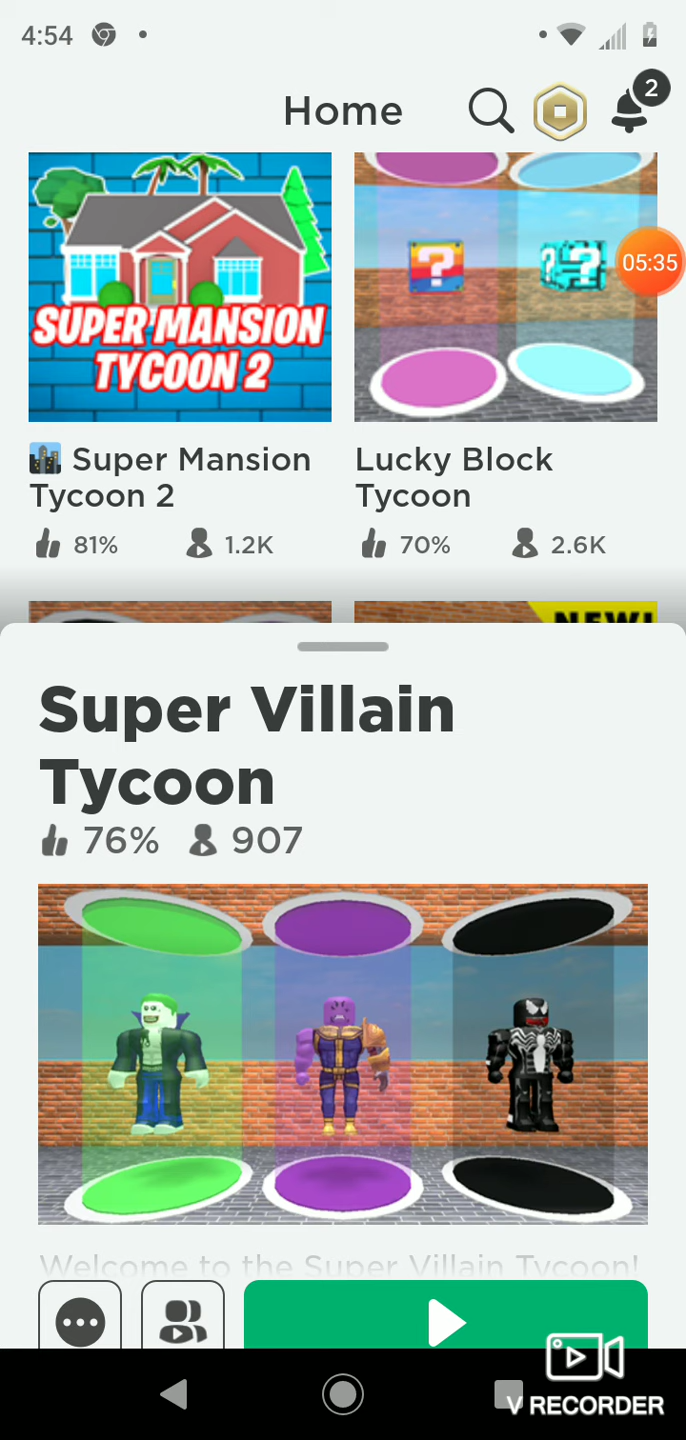 4:54
2
Home
05:35
SUPER MANSION
TYCOON 2
? ? ?
Super Mansion
Tycoon 2
Lucky Block
Tycoon
81% 1.2K
70% 2.6K
NEW!
Super Villain
Tycoon
76% 907
Welcome to the Super Villain Tycoon!
V RECORDER